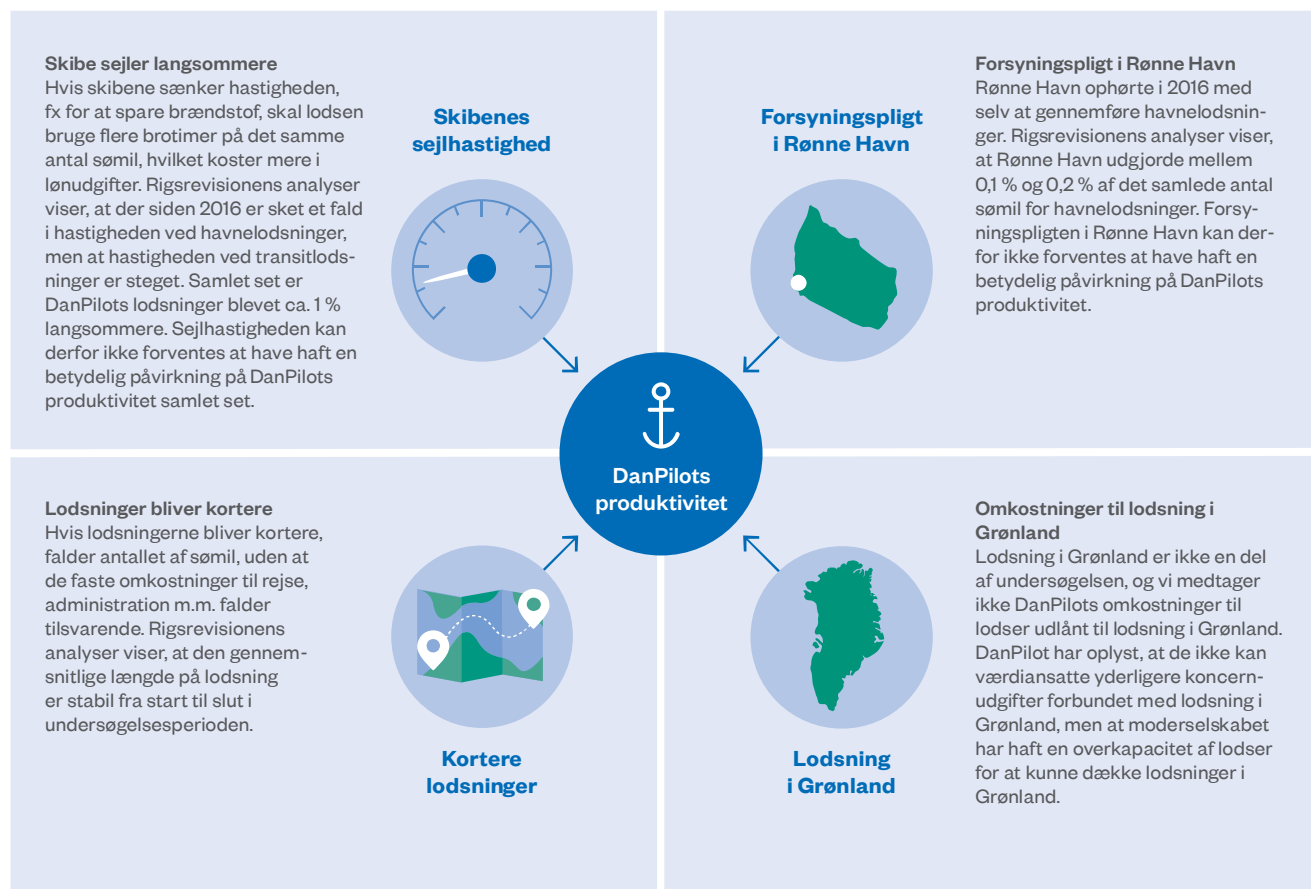 Skibe sejler langsommere
Hvis skibene sænker hastigheden,
fx for at spare brændstof, skal lodsen
bruge flere brotimer på det samme
antal sømil, hvilket koster mere i
lønudgifter. Rigsrevisionens analyser
viser, at der siden 2016 er sket et fald
i hastigheden ved havnelodsninger,
men at hastigheden ved transitlods-
ninger er steget. Samlet set er
DanPilots lodsninger blevet ca. 1 %
langsommere. Sejlhastigheden kan
derfor ikke forventes at have haft en
betydelig påvirkning på DanPilots
produktivitet samlet set.
Skibenes
sejlhastighed
Forsyningspligt
i Rønne Havn
Forsyningspligt i Rønne Havn
Rønne Havn ophørte i 2016 med
selv at gennemføre havnelodsnin-
ger. Rigsrevisionens analyser viser,
at Rønne Havn udgjorde mellem
0,1 % og 0,2 % af det samlede antal
sømil for havnelodsninger. Forsy-
ningspligten i Rønne Havn kan der-
for ikke forventes at have haft en
betydelig påvirkning på DanPilots
produktivitet.
DanPilots
produktivitet
Lodsninger bliver kortere
Hvis lodsningerne bliver kortere,
falder antallet af sømil, uden at
de faste omkostninger til rejse,
administration m.m. falder
tilsvarende. Rigsrevisionens
analyser viser, at den gennem-
snitlige længde på lodsning
er stabil fra start til slut i
undersøgelsesperioden.
Kortere
lodsninger
Lodsning
i Grønland
Omkostninger til lodsning i
Grønland
Lodsning i Grønland er ikke en del
af undersøgelsen, og vi medtager
ikke DanPilots omkostninger til
lodser udlånt til lodsning i Grønland.
DanPilot har oplyst, at de ikke kan
værdiansatte yderligere koncern-
udgifter forbundet med lodsning i
Grønland, men at moderselskabet
har haft en overkapacitet af lodser
for at kunne dække lodsninger i
Grønland.